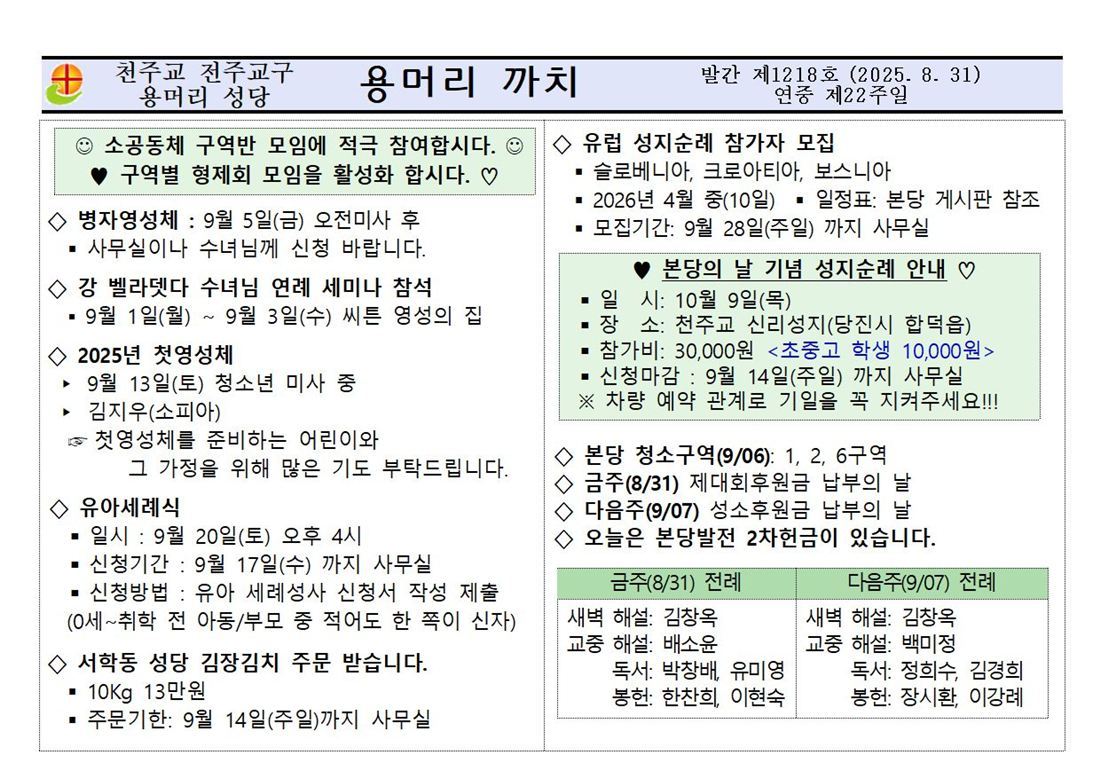 천주교 전주교구
용머리 성당
용머리 까치
발간 제1218호 (2025. 8. 31)
연중 제22주일
☺ 소공동체 구역반 모임에 적극 참여합시다. ☺
♥ 구역별 형제회 모임을 활성화 합시다. ♡
◇ 병자영성체 : 9월 5일(금) 오전미사 후
▪ 사무실이나 수녀님께 신청 바랍니다.
◇ 강 벨라뎃다 수녀님 연례 세미나 참석
▪ 9월 1일(월) ~ 9월 3일(수) 씨튼 영성의 집
◇ 2025년 첫영성체
▸ 9월 13일(토) 청소년 미사 중
▸ 김지우(소피아)
☞ 첫영성체를 준비하는 어린이와
그 가정을 위해 많은 기도 부탁드립니다.
◇ 유아세례식
▪ 일시 : 9월 20일(토) 오후 4시
▪ 신청기간 : 9월 17일(수) 까지 사무실
▪ 신청방법 : 유아 세례성사 신청서 작성 제출
(0세~취학 전 아동/부모 중 적어도 한 쪽이 신자)
◇ 서학동 성당 김장김치 주문 받습니다.
▪ 10Kg 13만원
▪ 주문기한: 9월 14일(주일)까지 사무실
◇ 유럽 성지순례 참가자 모집
▪ 슬로베니아, 크로아티아, 보스니아
▪ 2026년 4월 중(10일) ▪ 일정표: 본당 게시판 참조
▪ 모집기간: 9월 28일(주일) 까지 사무실
♥ 본당의 날 기념 성지순례 안내 ♡
▪ 일 시: 10월 9일(목)
▪ 장 소: 천주교 신리성지(당진시 합덕읍)
▪ 참가비: 30,000원 <초중고 학생 10,000원>
▪ 신청마감 : 9월 14일(주일) 까지 사무실
※ 차량 예약 관계로 기일을 꼭 지켜주세요!!!
◇ 본당 청소구역(9/06): 1, 2, 6구역
◇ 금주(8/31) 제대회후원금 납부의 날
◇ 다음주(9/07) 성소후원금 납부의 날
◇ 오늘은 본당발전 2차헌금이 있습니다.
금주(8/31) 전례
새벽 해설: 김창옥
교중 해설: 배소윤
독서: 박창배, 유미영
봉헌: 한찬희, 이현숙
다음주(9/07) 전례
새벽 해설: 김창옥
교중 해설: 백미정
독서: 정희수, 김경희
봉헌: 장시환, 이강례